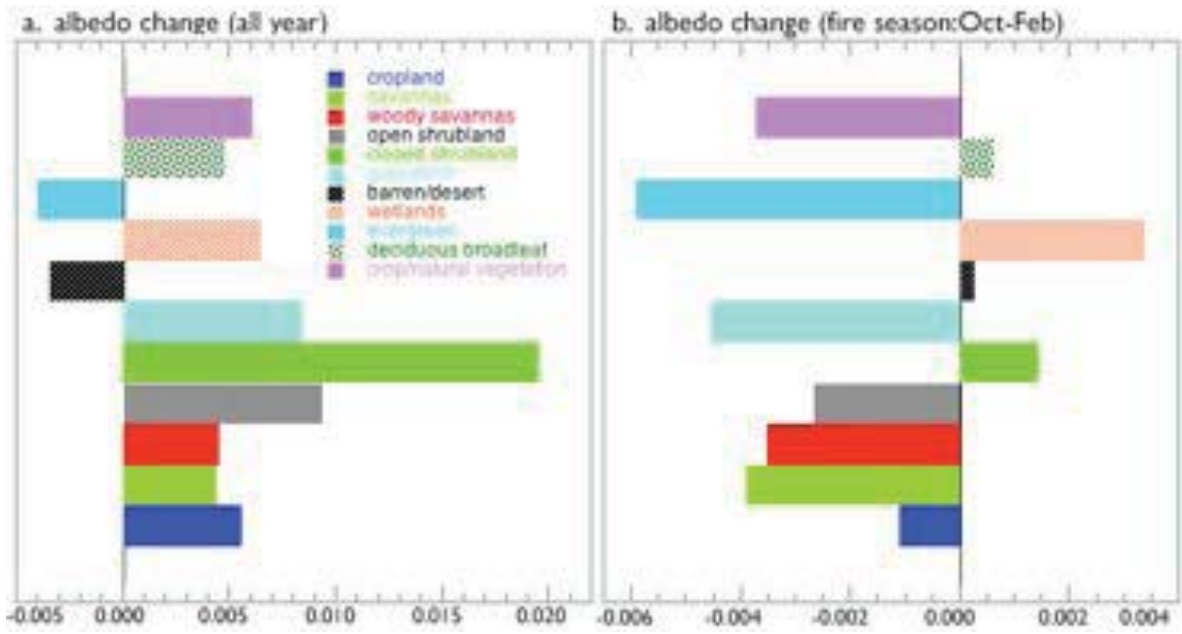 a. albedo change (all year)
b. albedo change (fire season:Oct-Feb)
cropland
savannas
woody savannas
open shrubland
closed shrubland
barren/desert
wetlands
evergreen
deciduous broadleaf
crop/natural vegetation
-0.005 0.000 0.005 0.010 0.015 0.020
-0.006 -0.004 -0.002 0.000 0.002 0.004